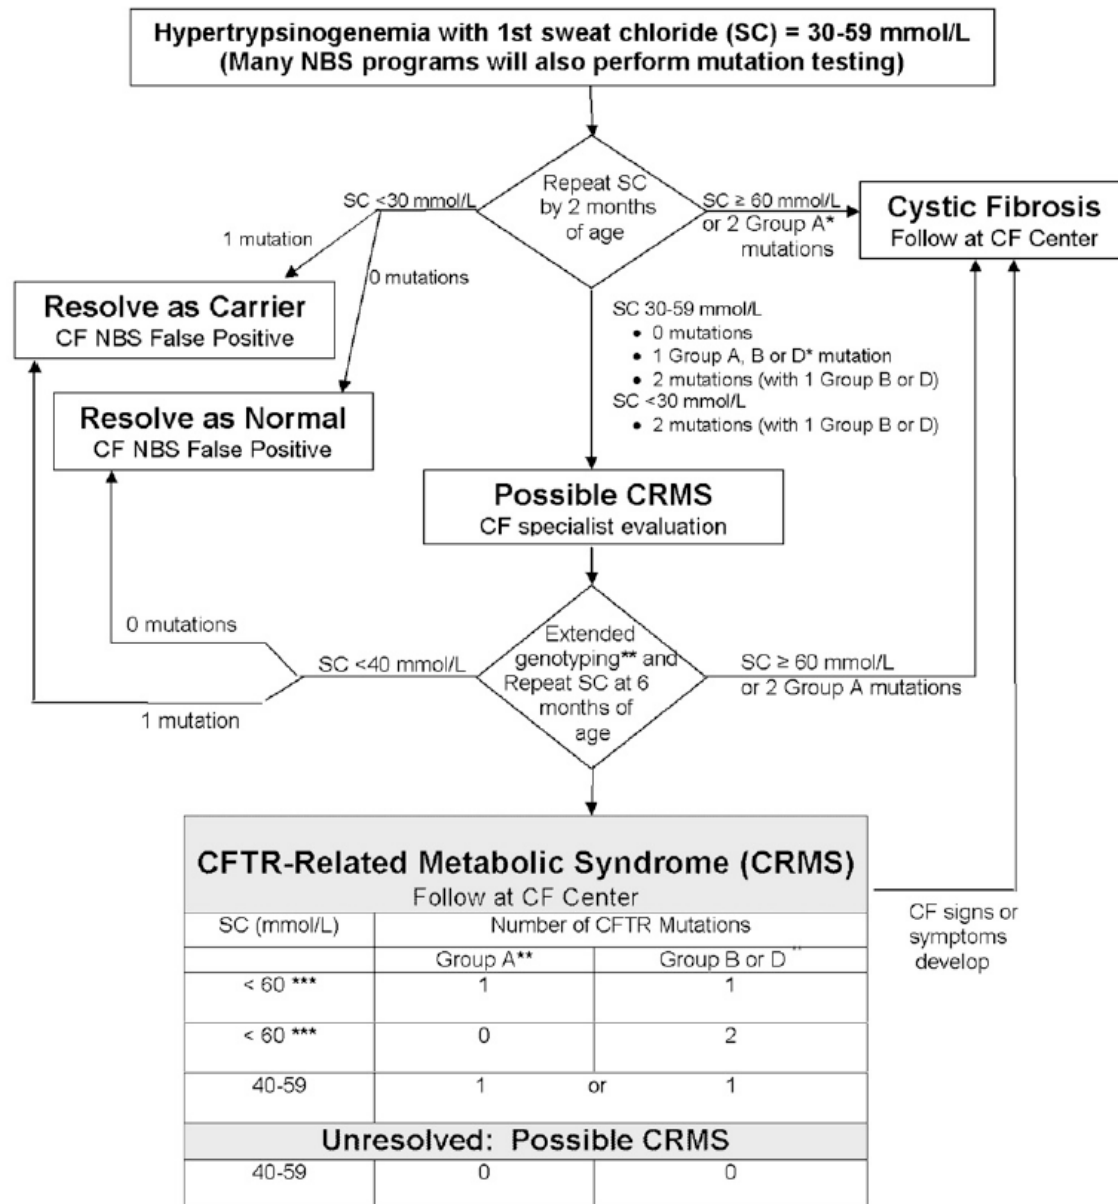 Hypertrypsinogenemia with 1st sweat chloride (SC) = 30-59 mmol/L
(Many NBS programs will also perform mutation testing)
Repeat SC
by 2 months
of age
SC <30 mmol/L
1 mutation
0 mutations
SC ≥ 60 mmol/L
or 2 Group A*
mutations
Cystic Fibrosis
Follow at CF Center
Resolve as Carrier
CF NBS False Positive
Resolve as Normal
CF NBS False Positive
SC 30-59 mmol/L
• 0 mutations
• 1 Group A, B or D* mutation
• 2 mutations (with 1 Group B or D)
SC <30 mmol/L
• 2 mutations (with 1 Group B or D)
Possible CRMS
CF specialist evaluation
Extended
genotyping** and
Repeat SC at 6
months of
age
0 mutations
SC <40 mmol/L
1 mutation
SC ≥ 60 mmol/L
or 2 Group A mutations
CFTR-Related Metabolic Syndrome (CRMS)
Follow at CF Center
CF signs or
symptoms
develop
SC (mmol/L) Number of CFTR Mutations
Group A** Group B or D**
< 60 *** 1 1
< 60 *** 0 2
40-59 1 or 1
Unresolved: Possible CRMS
40-59 0 0